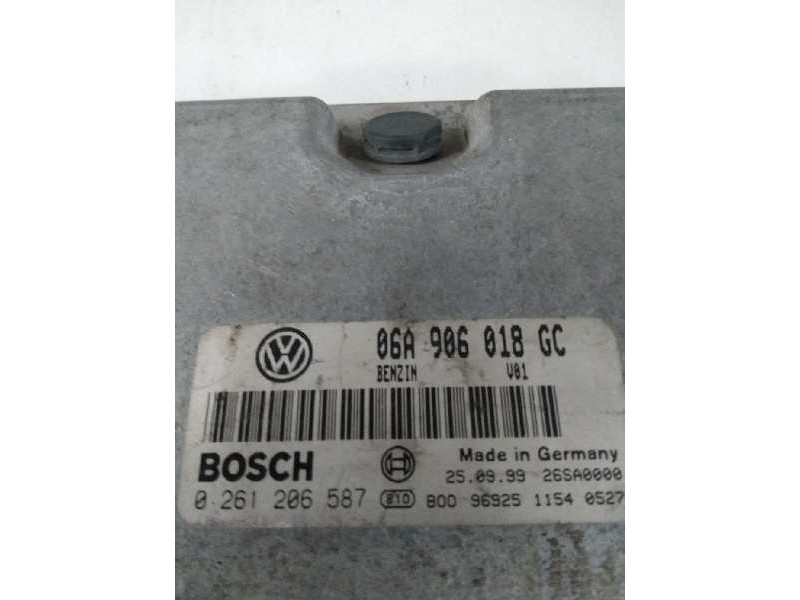 06A 906 018 GC
BENZIN V01
BOSCH Made in Germany
25.09.99 26SA0000
0 261 206 587 810 B00 96925 1154 0527